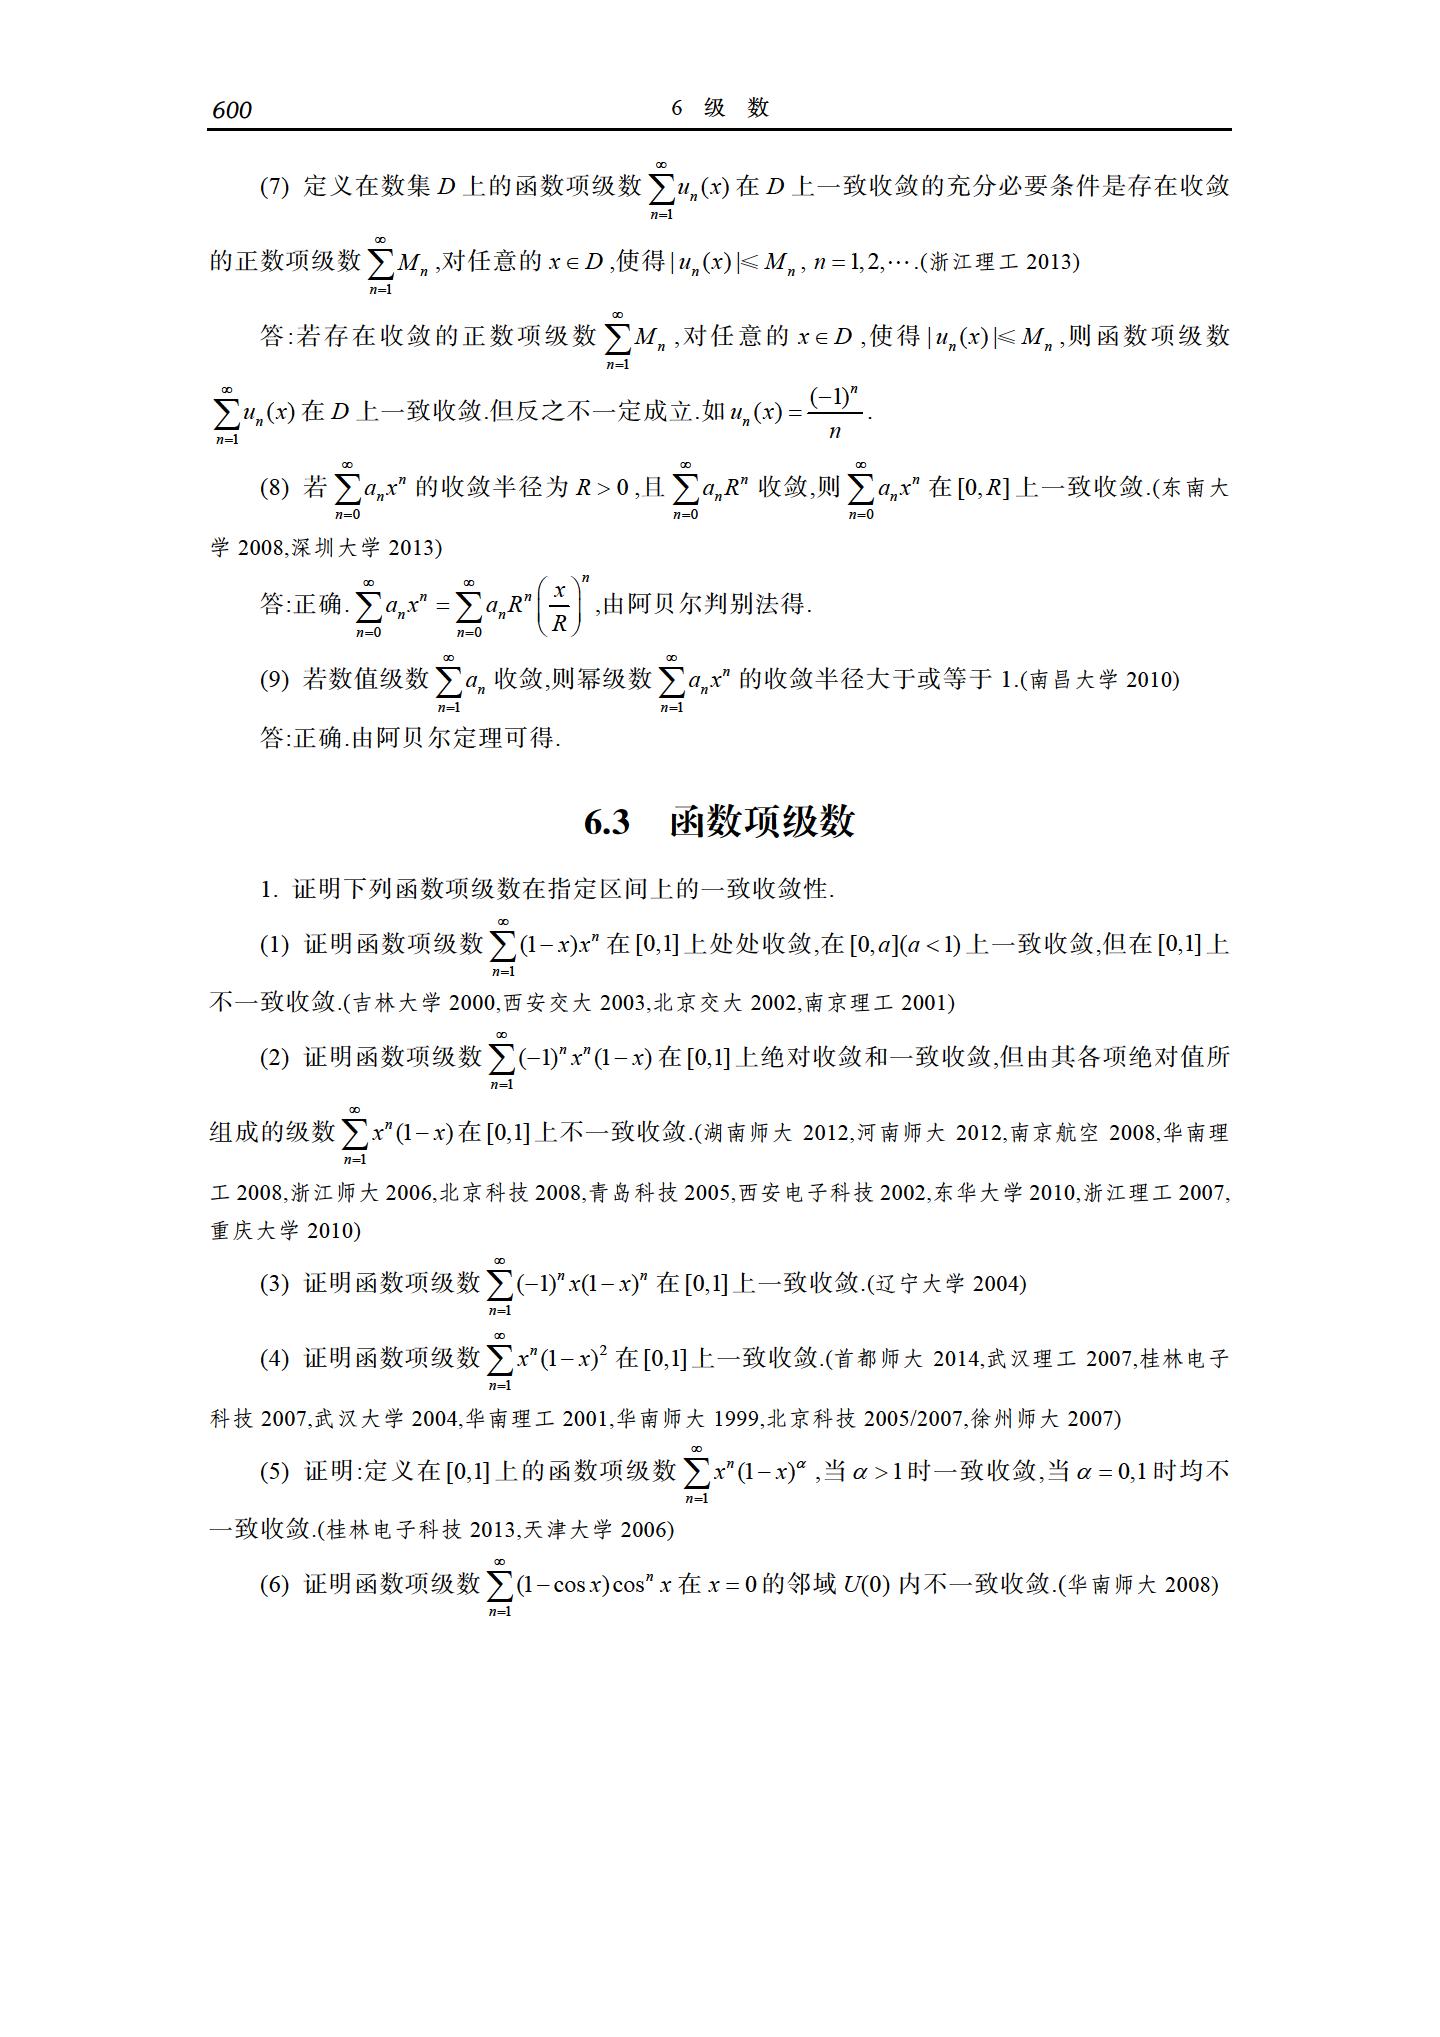 600 6 级 数
(7) 定义在数集 D 上的函数项级数 $\sum_{n=1}^{\infty} u_n(x)$ 在 D 上一致收敛的充分必要条件是存在收敛
的正数项级数 $\sum_{n=1}^{\infty} M_n$ ,对任意的 $x \in D$ ,使得 $|u_n(x)| \leqslant M_n$ , $n = 1, 2, \cdots$ .(浙江理工 2013)
答:若存在收敛的正数项级数 $\sum_{n=1}^{\infty} M_n$ ,对任意的 $x \in D$ ,使得 $|u_n(x)| \leqslant M_n$ ,则函数项级数
$\sum_{n=1}^{\infty} u_n(x)$ 在 D 上一致收敛.但反之不一定成立.如 $u_n(x) = \frac{(-1)^n}{n}$ .
(8) 若 $\sum_{n=0}^{\infty} a_n x^n$ 的收敛半径为 $R > 0$ ,且 $\sum_{n=0}^{\infty} a_n R^n$ 收敛,则 $\sum_{n=0}^{\infty} a_n x^n$ 在 $[0, R]$ 上一致收敛.(东南大
学 2008,深圳大学 2013)
答:正确. $\sum_{n=0}^{\infty} a_n x^n = \sum_{n=0}^{\infty} a_n R^n \left(\frac{x}{R}\right)^n$ ,由阿贝尔判别法得.
(9) 若数值级数 $\sum_{n=1}^{\infty} a_n$ 收敛,则幂级数 $\sum_{n=1}^{\infty} a_n x^n$ 的收敛半径大于或等于 1.(南昌大学 2010)
答:正确.由阿贝尔定理可得.
6.3 函数项级数
1. 证明下列函数项级数在指定区间上的一致收敛性.
(1) 证明函数项级数 $\sum_{n=1}^{\infty} (1-x)x^n$ 在 $[0,1]$ 上处处收敛,在 $[0,a](a<1)$ 上一致收敛,但在 $[0,1]$ 上
不一致收敛.(吉林大学 2000,西安交大 2003,北京交大 2002,南京理工 2001)
(2) 证明函数项级数 $\sum_{n=1}^{\infty} (-1)^n x^n (1-x)$ 在 $[0,1]$ 上绝对收敛和一致收敛,但由其各项绝对值所
组成的级数 $\sum_{n=1}^{\infty} x^n (1-x)$ 在 $[0,1]$ 上不一致收敛.(湖南师大 2012,河南师大 2012,南京航空 2008,华南理
工 2008,浙江师大 2006,北京科技 2008,青岛科技 2005,西安电子科技 2002,东华大学 2010,浙江理工 2007,
重庆大学 2010)
(3) 证明函数项级数 $\sum_{n=1}^{\infty} (-1)^n x(1-x)^n$ 在 $[0,1]$ 上一致收敛.(辽宁大学 2004)
(4) 证明函数项级数 $\sum_{n=1}^{\infty} x^n (1-x)^2$ 在 $[0,1]$ 上一致收敛.(首都师大 2014,武汉理工 2007,桂林电子
科技 2007,武汉大学 2004,华南理工 2001,华南师大 1999,北京科技 2005/2007,徐州师大 2007)
(5) 证明:定义在 $[0,1]$ 上的函数项级数 $\sum_{n=1}^{\infty} x^n (1-x)^\alpha$ ,当 $\alpha > 1$ 时一致收敛,当 $\alpha = 0,1$ 时均不
一致收敛.(桂林电子科技 2013,天津大学 2006)
(6) 证明函数项级数 $\sum_{n=1}^{\infty} (1-\cos x)\cos^n x$ 在 $x = 0$ 的邻域 $U(0)$ 内不一致收敛.(华南师大 2008)